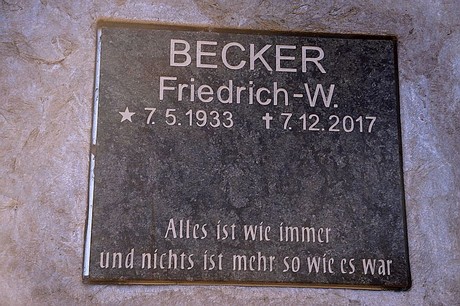 BECKER
Friedrich-W.
★ 7.5.1933 ✝ 7.12.2017
Alles ist wie immer
und nichts ist mehr so wie es war